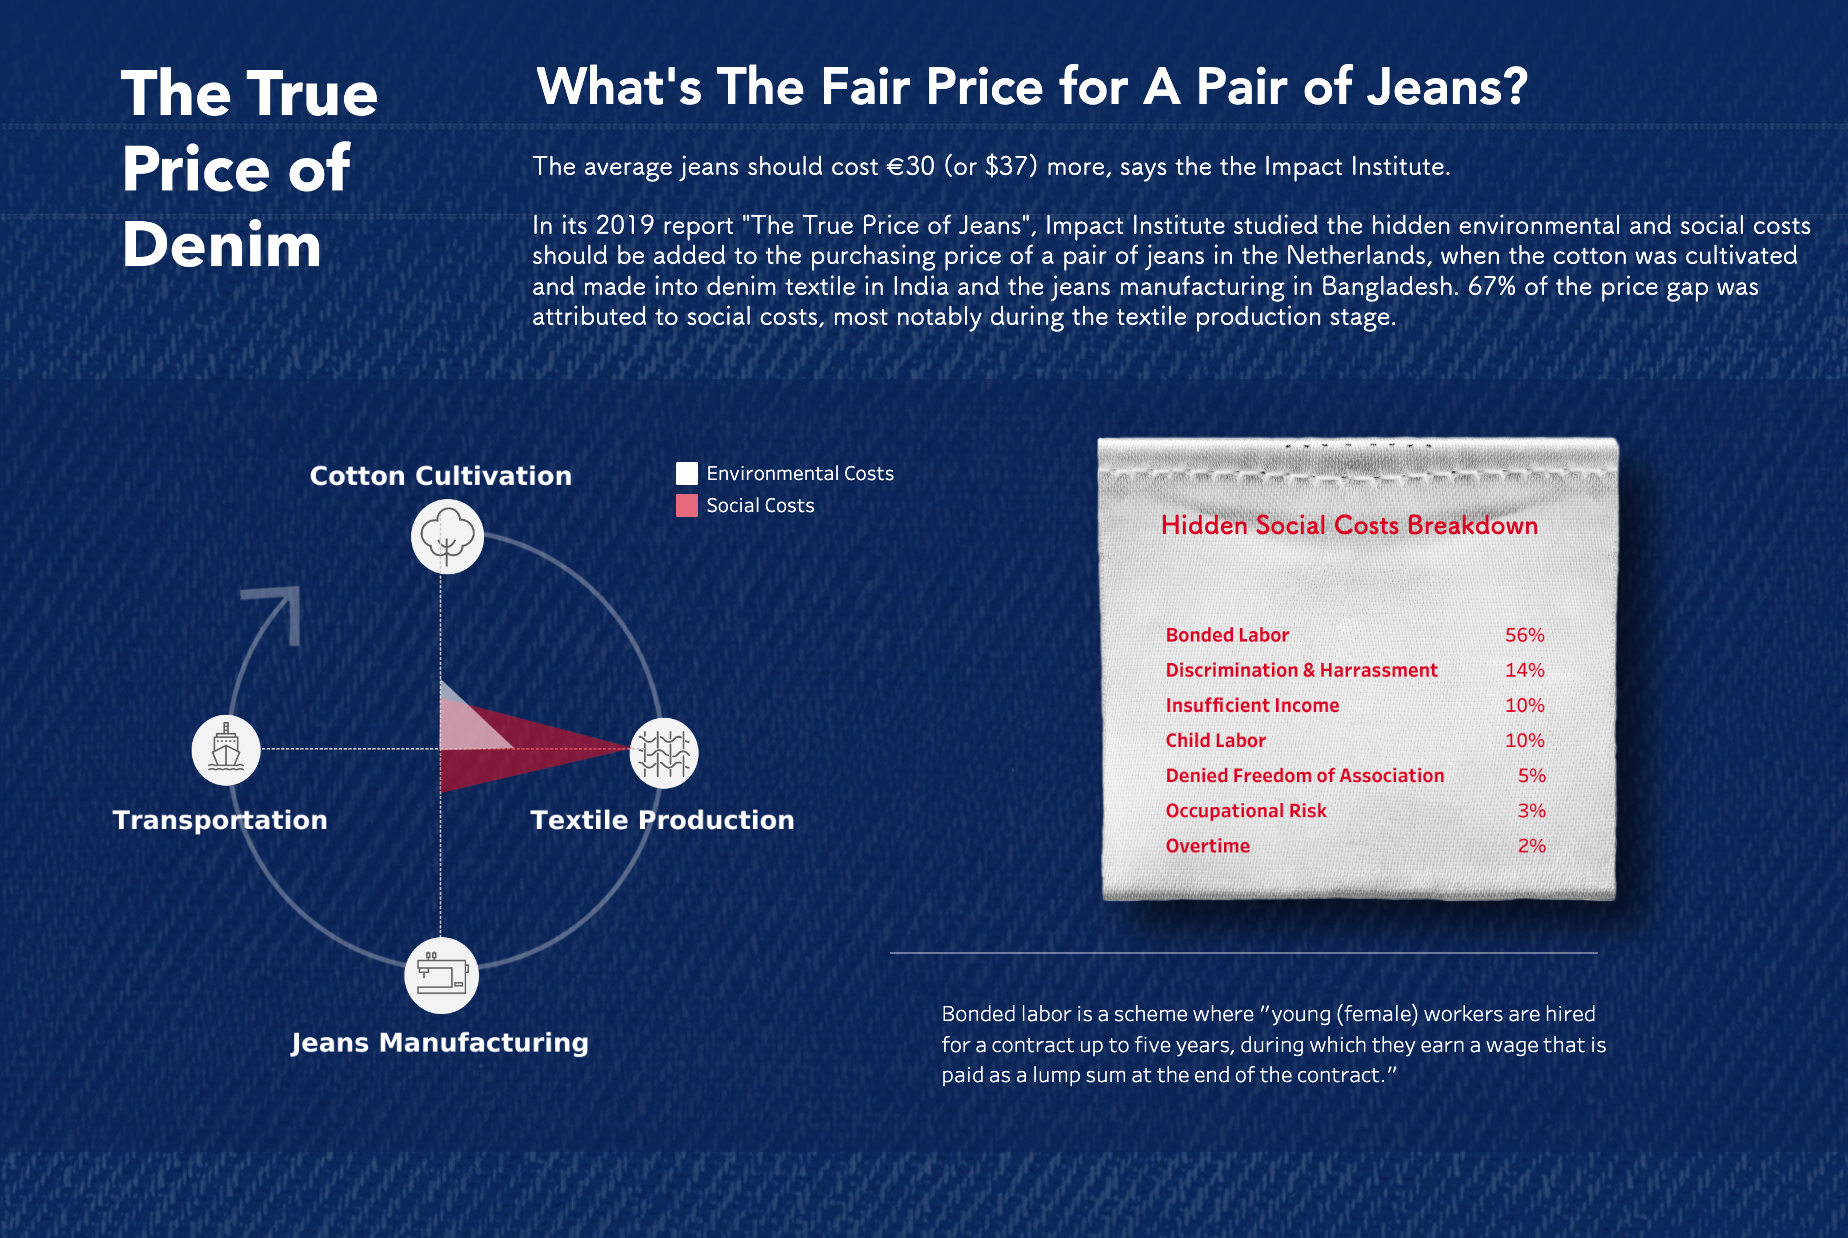 The True
Price of
Denim
What's The Fair Price for A Pair of Jeans?
The average jeans should cost €30 (or $37) more, says the the Impact Institute.
In its 2019 report "The True Price of Jeans", Impact Institute studied the hidden environmental and social costs
should be added to the purchasing price of a pair of jeans in the Netherlands, when the cotton was cultivated
and made into denim textile in India and the jeans manufacturing in Bangladesh. 67% of the price gap was
attributed to social costs, most notably during the textile production stage.
Cotton Cultivation
Environmental Costs
Social Costs
Transportation
Textile Production
Jeans Manufacturing
Hidden Social Costs Breakdown
Bonded Labor 56%
Discrimination & Harrassment 14%
Insufficient Income 10%
Child Labor 10%
Denied Freedom of Association 5%
Occupational Risk 3%
Overtime 2%
Bonded labor is a scheme where "young (female) workers are hired
for a contract up to five years, during which they earn a wage that is
paid as a lump sum at the end of the contract."